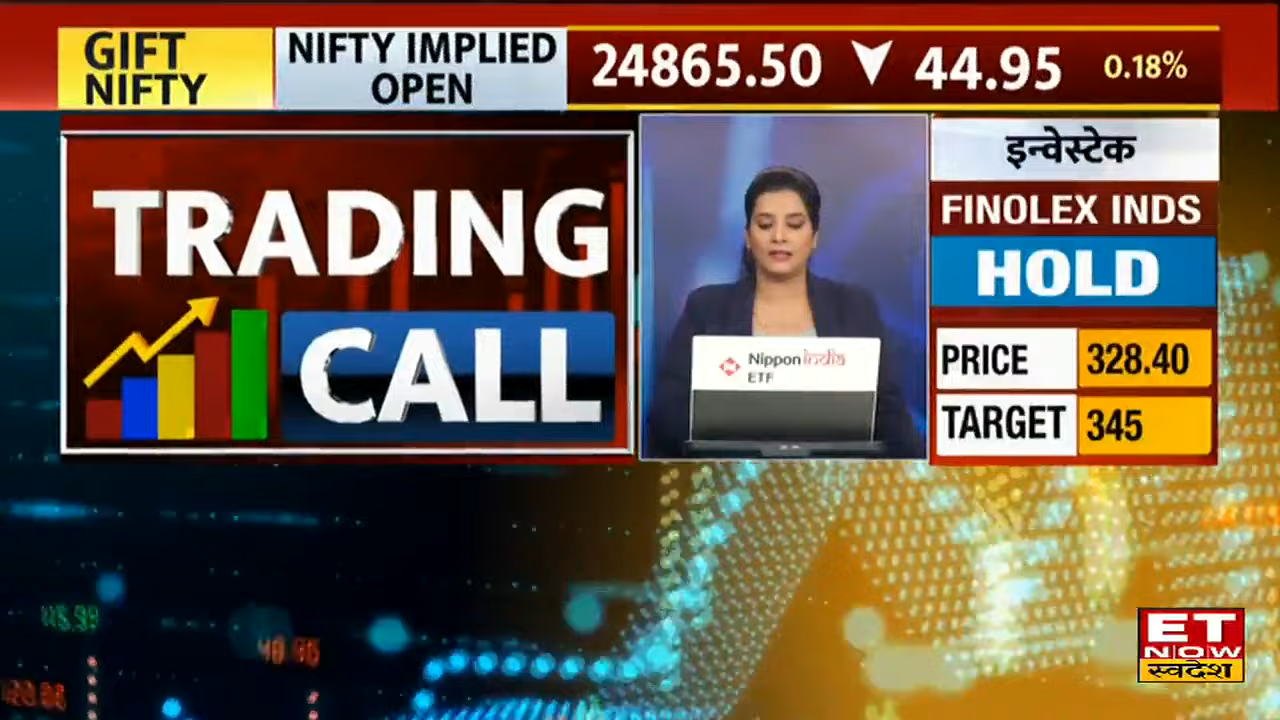 GIFT
NIFTY
NIFTY IMPLIED
OPEN
24865.50 44.95 0.18%
TRADING
CALL
Nippon india
ETF
इन्वेस्टेक
FINOLEX INDS
HOLD
PRICE 328.40
TARGET 345
ET
NOW
स्वदेश